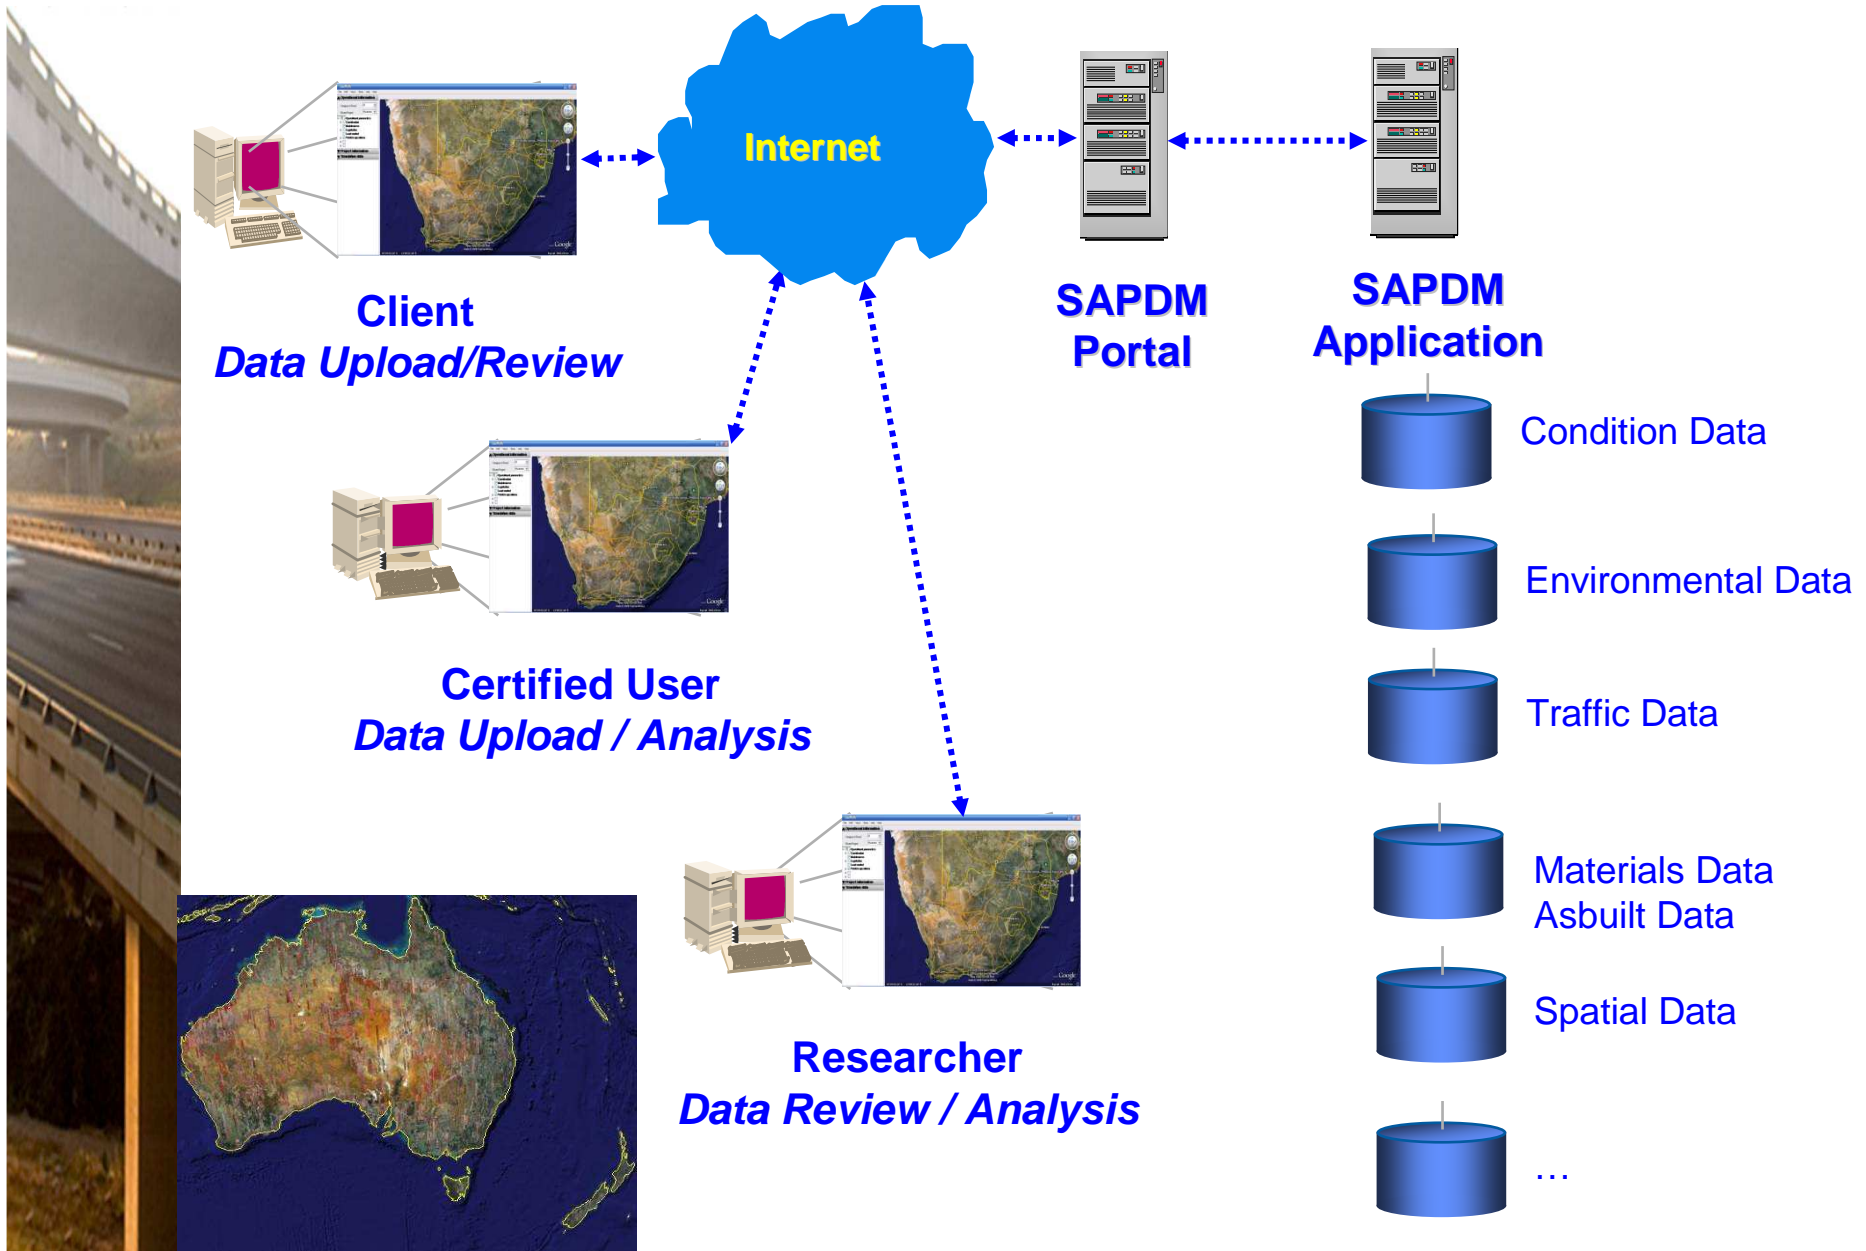 Internet
Client
Data Upload/Review
SAPDM
Portal
SAPDM
Application
Condition Data
Environmental Data
Certified User
Data Upload / Analysis
Traffic Data
Materials Data
Asbuilt Data
Spatial Data
Researcher
Data Review / Analysis
…